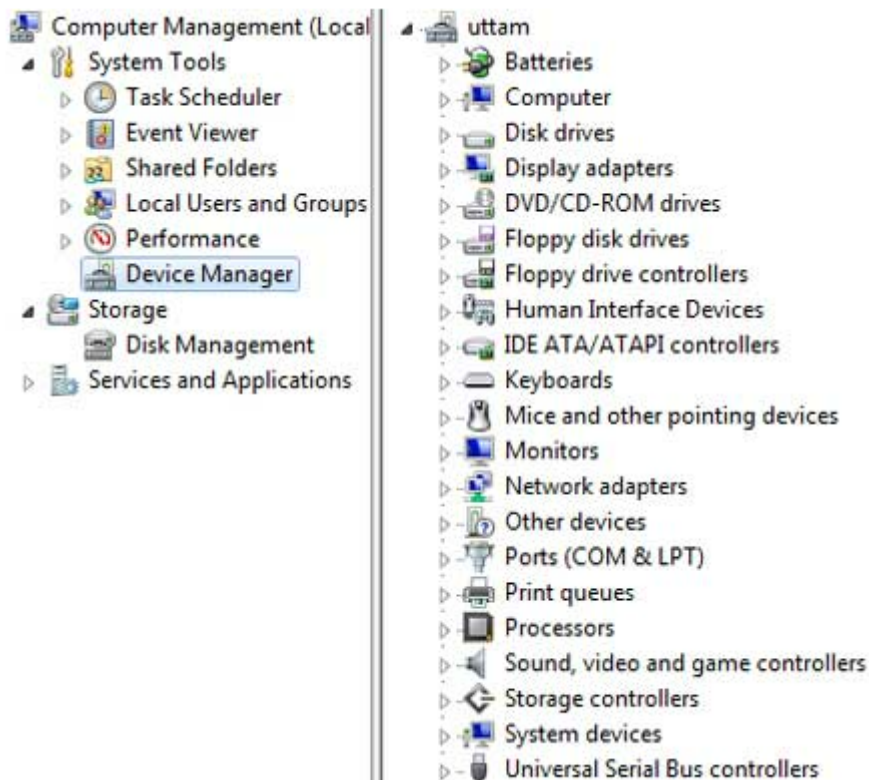 Computer Management (Local
System Tools
Task Scheduler
Event Viewer
Shared Folders
Local Users and Groups
Performance
Device Manager
Storage
Disk Management
Services and Applications
uttam
Batteries
Computer
Disk drives
Display adapters
DVD/CD-ROM drives
Floppy disk drives
Floppy drive controllers
Human Interface Devices
IDE ATA/ATAPI controllers
Keyboards
Mice and other pointing devices
Monitors
Network adapters
Other devices
Ports (COM & LPT)
Print queues
Processors
Sound, video and game controllers
Storage controllers
System devices
Universal Serial Bus controllers